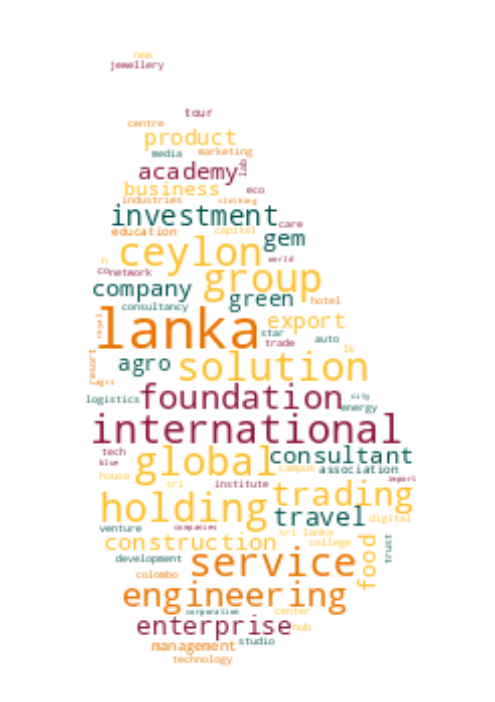 new
jewellery
tour
centre
product
media marketing
academy lab
business eco
industries clothing
investment care
education capital
ceylon gem
n world
co network group
company green hotel
consultancy
royal lanka export
star auto
trade
resort agro solution lk
agri
logistics foundation city
energy
international
tech global consultant
blue campus association
house sri institute import
holding trading
travel digital
venture companies
construction sri lanka
college
development service food trust
colombo
engineering
corporation center
enterprise hub
management studio
technology